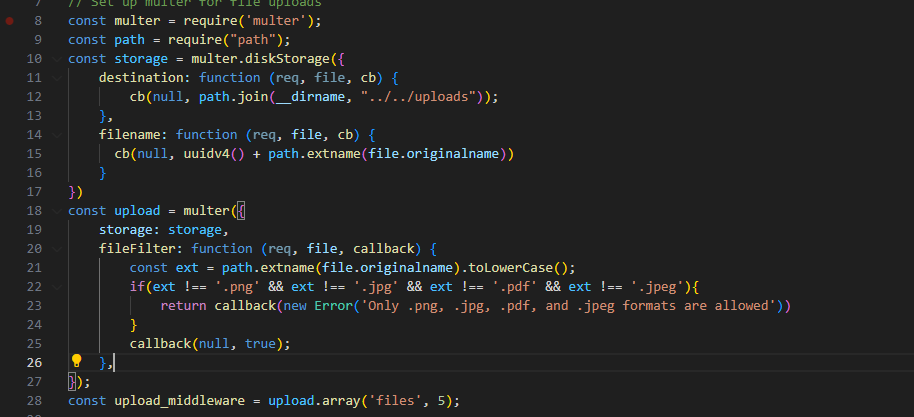 7 // Set up multer for file uploads
8 const multer = require('multer');
9 const path = require("path");
10 const storage = multer.diskStorage({
11 destination: function (req, file, cb) {
12 cb(null, path.join(__dirname, "../../uploads"));
13 },
14 filename: function (req, file, cb) {
15 cb(null, uuidv4() + path.extname(file.originalname))
16 }
17 })
18 const upload = multer({
19 storage: storage,
20 fileFilter: function (req, file, callback) {
21 const ext = path.extname(file.originalname).toLowerCase();
22 if(ext !== '.png' && ext !== '.jpg' && ext !== '.pdf' && ext !== '.jpeg'){
23 return callback(new Error('Only .png, .jpg, .pdf, and .jpeg formats are allowed'))
24 }
25 callback(null, true);
26 },
27 });
28 const upload_middleware = upload.array('files', 5);